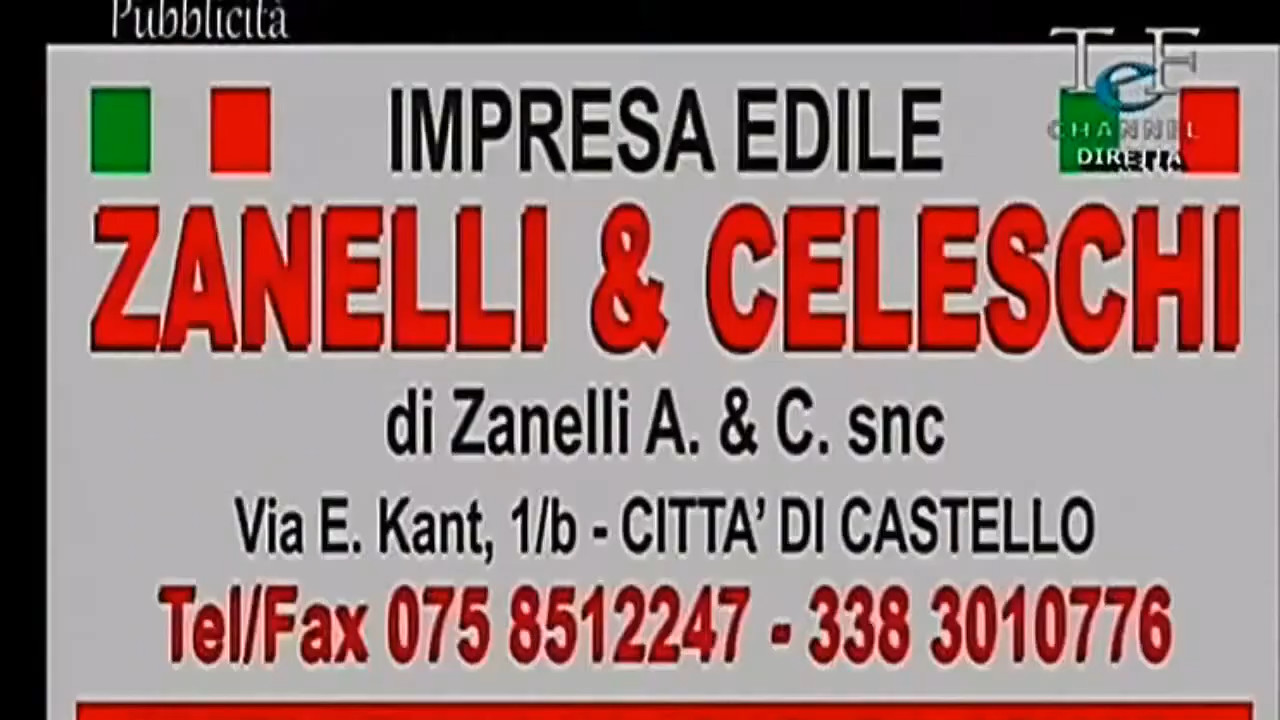 Pubblicità
TeF
CHANNEL
DIRETTA
IMPRESA EDILE
ZANELLI & CELESCHI
di Zanelli A. & C. snc
Via E. Kant, 1/b - CITTA' DI CASTELLO
Tel/Fax 075 8512247 - 338 3010776